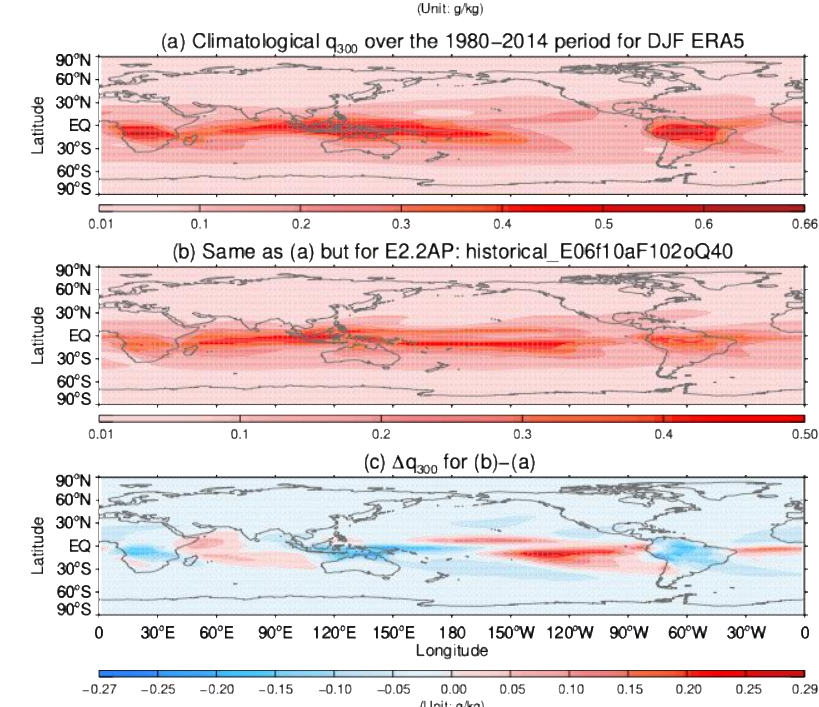 (Unit: g/kg)
(a) Climatological q300 over the 1980−2014 period for DJF ERA5
90°N
60°N
30°N
EQ
30°S
60°S
90°S
Latitude
0.01 0.1 0.2 0.3 0.4 0.5 0.6 0.66
(b) Same as (a) but for E2.2AP: historical_E06f10aF102oQ40
90°N
60°N
30°N
EQ
30°S
60°S
90°S
Latitude
0.01 0.1 0.2 0.3 0.4 0.50
(c) Δq300 for (b)−(a)
90°N
60°N
30°N
EQ
30°S
60°S
90°S
Latitude
0 30°E 60°E 90°E 120°E 150°E 180 150°W 120°W 90°W 60°W 30°W 0
Longitude
−0.27 −0.25 −0.20 −0.15 −0.10 −0.05 0.00 0.05 0.10 0.15 0.20 0.25 0.29
(Unit: g/kg)